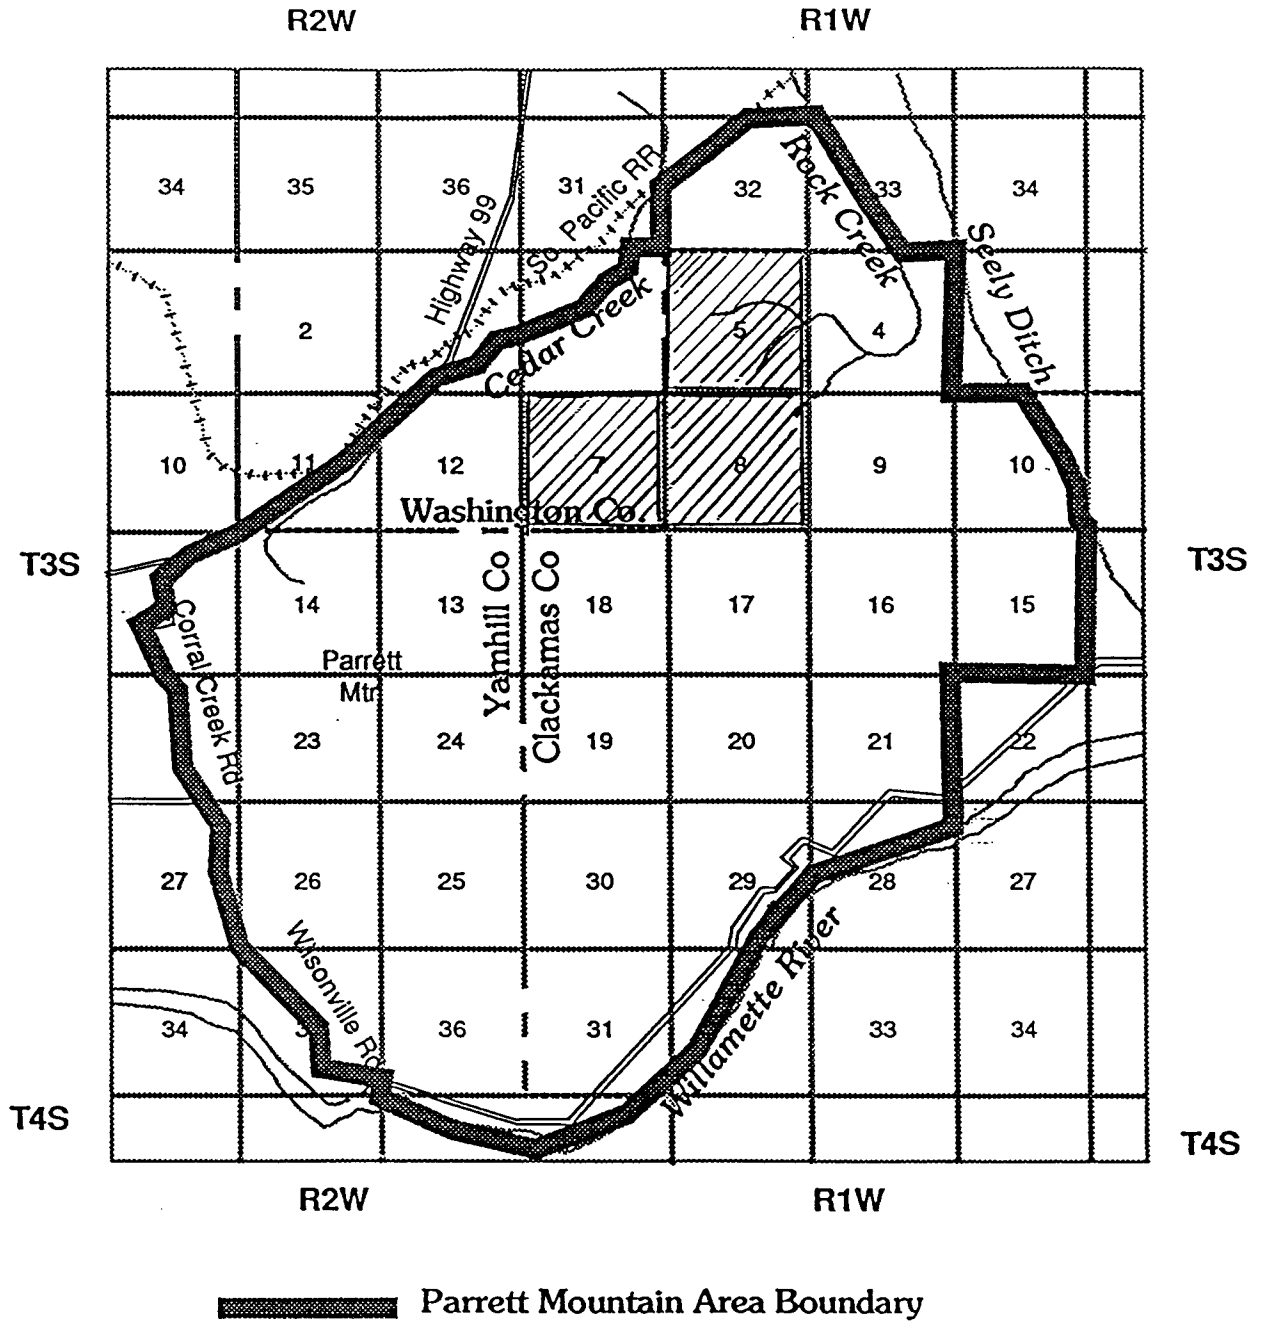 R2W R1W
34 35 36 31 32 33 34
Highway 99
So. Pacific RR
Rock Creek
Seely Ditch
2 5 4
Cedar Creek
10 11 12 7 8 9 10
Washington Co.
T3S T3S
Yamhill Co
Clackamas Co
14 13 18 17 16 15
Corral Creek Rd
Parrett
Mtn
23 24 19 20 21 22
27 26 25 30 29 28 27
Wilsonville Rd
Willamette River
34 36 31 33 34
T4S T4S
R2W R1W
Parrett Mountain Area Boundary